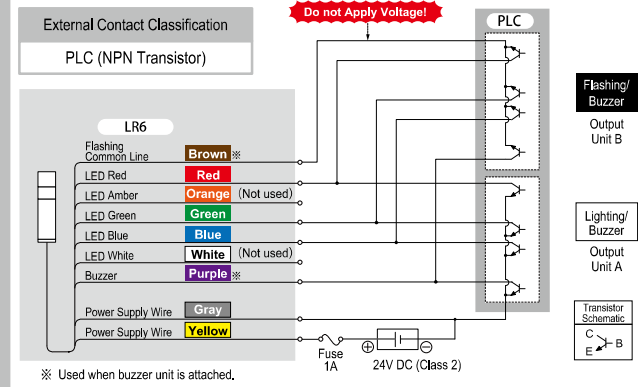 External Contact Classification
PLC (NPN Transistor)
Do not Apply Voltage!
PLC
LR6
Flashing
Common Line
Brown ※
LED Red
Red
LED Amber
Orange (Not used)
LED Green
Green
LED Blue
Blue
LED White
White (Not used)
Buzzer
Purple ※
Power Supply Wire
Gray
Power Supply Wire
Yellow
Fuse
1A
⊕ ⊖
24V DC (Class 2)
※ Used when buzzer unit is attached.
Flashing/
Buzzer
Output
Unit B
Lighting/
Buzzer
Output
Unit A
Transistor
Schematic
C
B
E